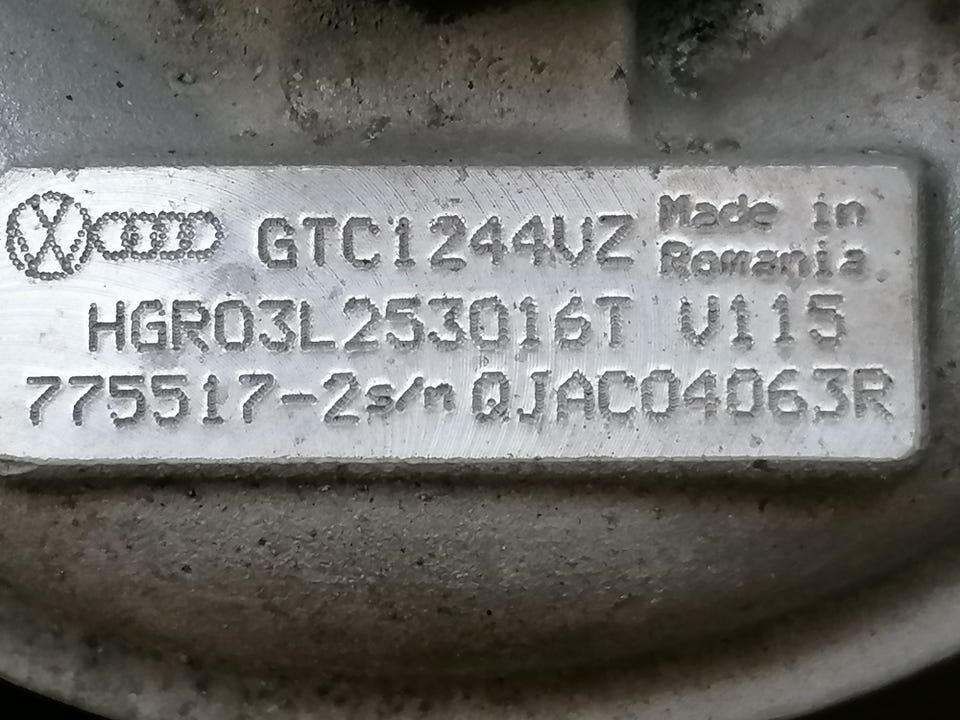 GTC1244VZ Made in Romania
HGR03L253016T V115
775517-2s/n QJAC04063R